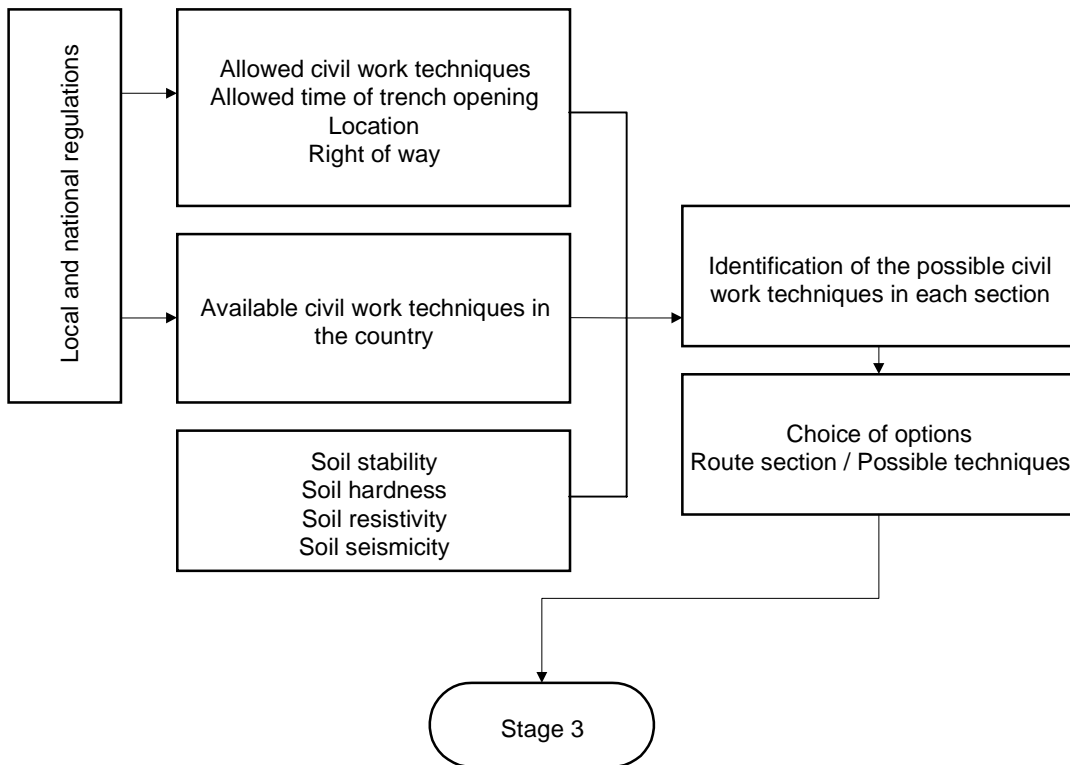 Local and national regulations
Allowed civil work techniques
Allowed time of trench opening
Location
Right of way
Available civil work techniques in
the country
Soil stability
Soil hardness
Soil resistivity
Soil seismicity
Identification of the possible civil
work techniques in each section
Choice of options
Route section / Possible techniques
Stage 3